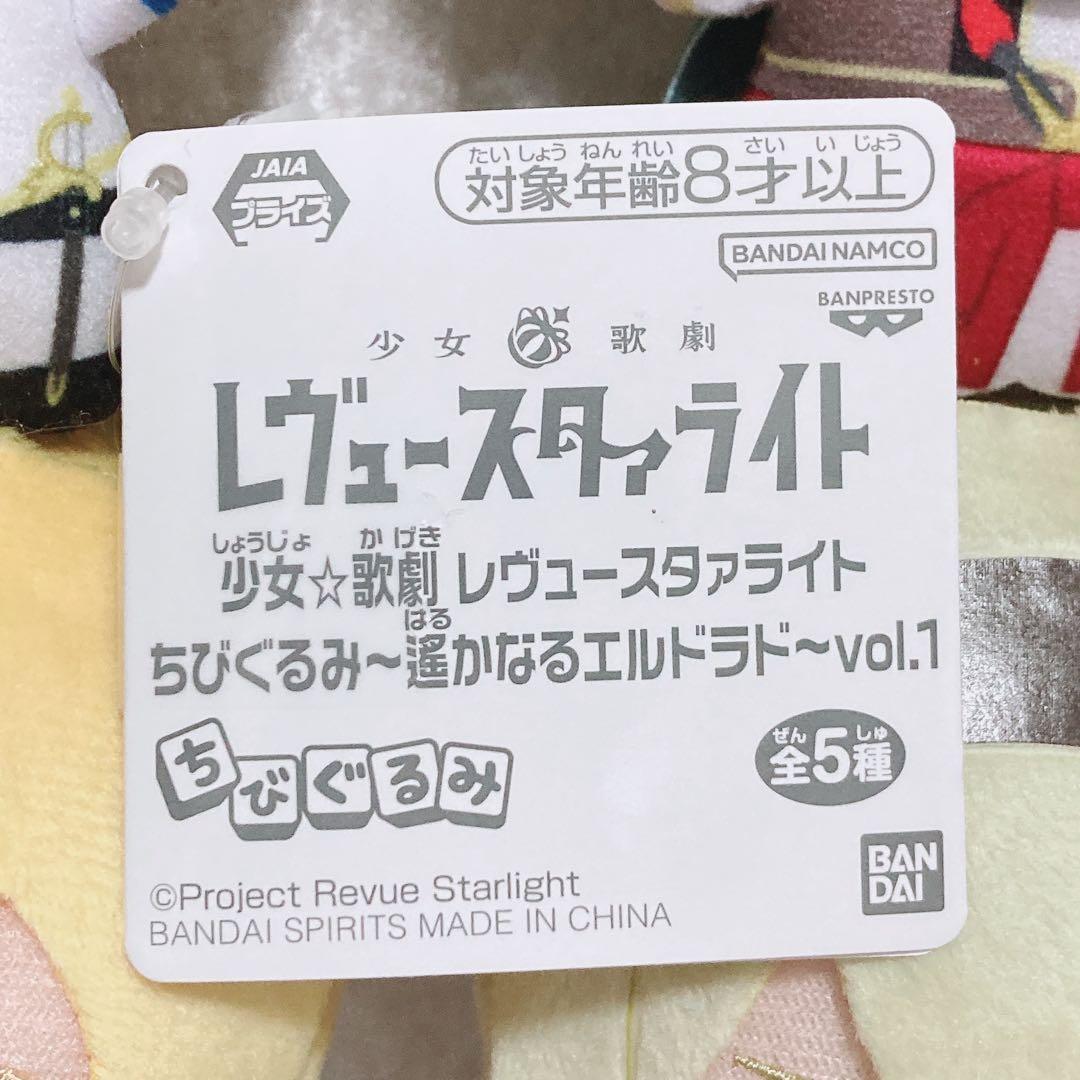 JAIA
プライズ
たいしょうねんれい さいいじょう
対象年齢8才以上
BANDAI NAMCO
BANPRESTO
少女 歌劇
レヴュースタァライト
しょうじょ かげき
少女☆歌劇 レヴュースタァライト
はる
ちびぐるみ～遙かなるエルドラド～vol.1
ちびぐるみ
ぜん しゅ
全5種
BAN
DAI
©Project Revue Starlight
BANDAI SPIRITS MADE IN CHINA